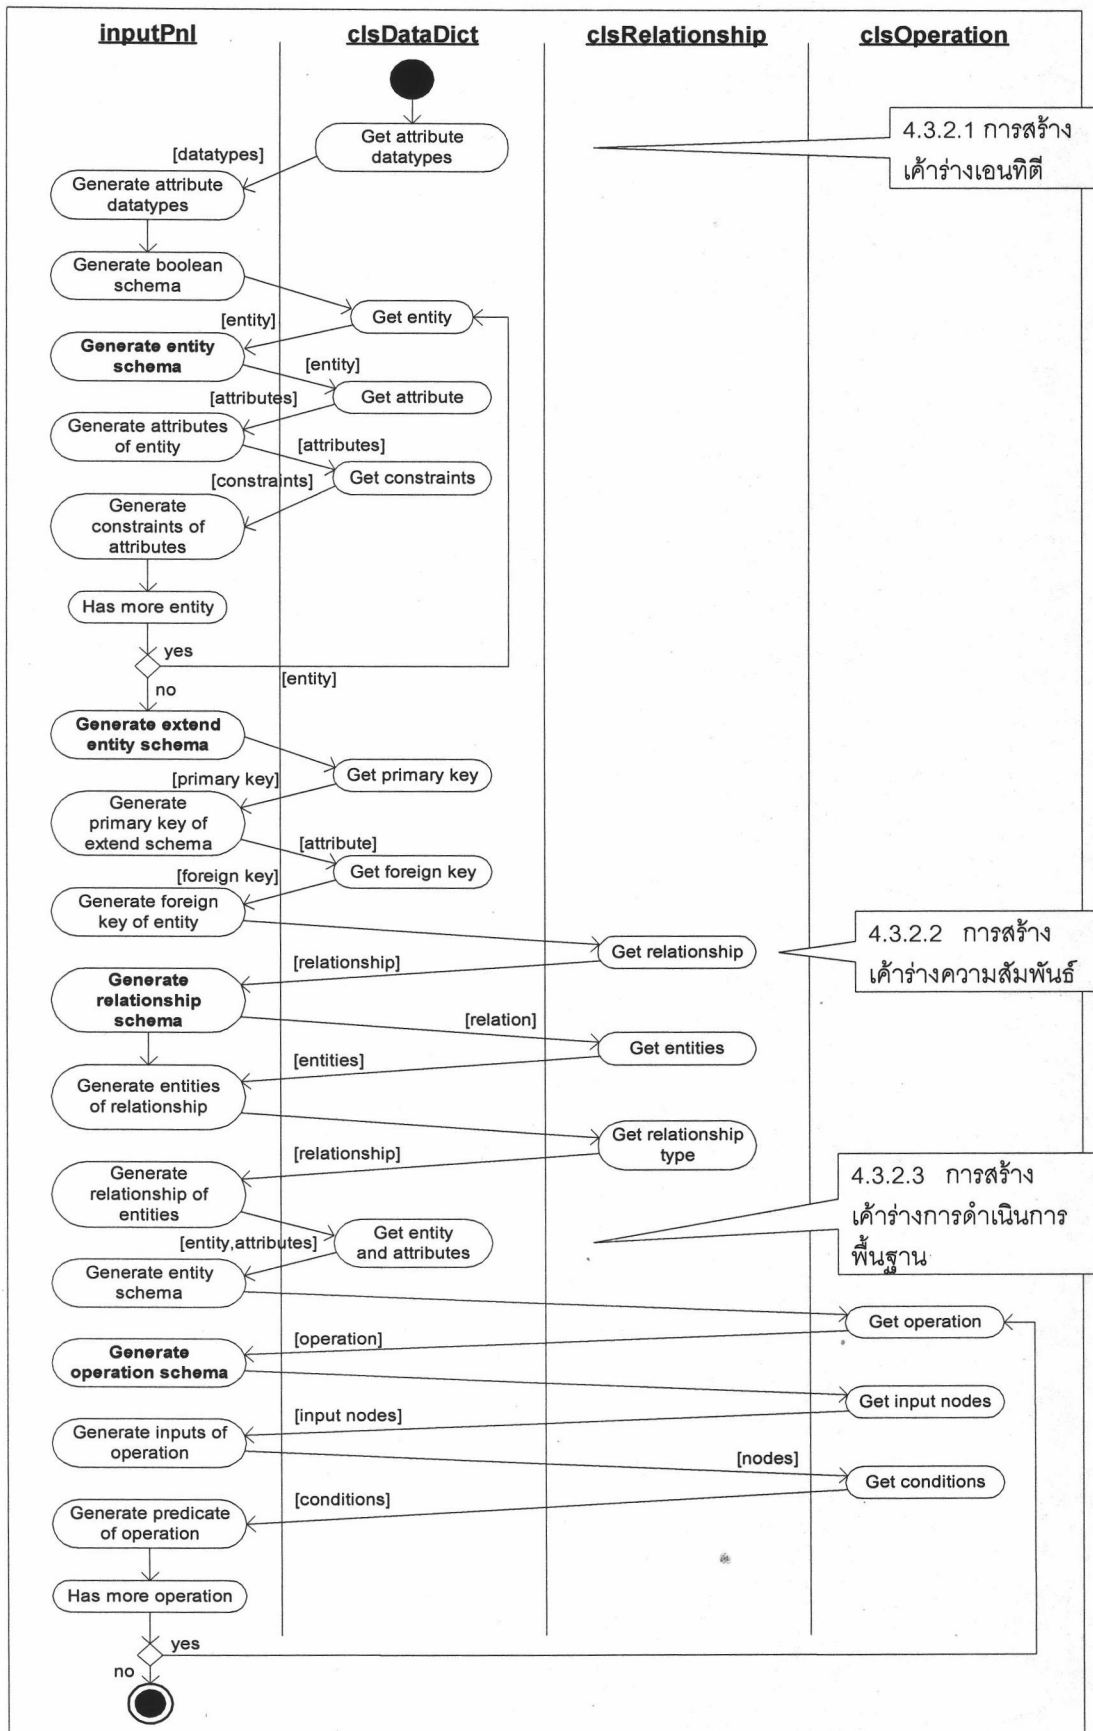 inputPnl
clsDataDict
clsRelationship
clsOperation
4.3.2.1 การสร้าง
เค้าร่างเอนทิตี
Get attribute
datatypes
[datatypes]
Generate attribute
datatypes
Generate boolean
schema
Get entity
[entity]
Generate entity
schema
[entity]
Get attribute
[attributes]
Generate attributes
of entity
[attributes]
Get constraints
[constraints]
Generate
constraints of
attributes
Has more entity
yes
[entity]
no
Generate extend
entity schema
Get primary key
[primary key]
Generate
primary key of
extend schema
[attribute]
Get foreign key
[foreign key]
Generate foreign
key of entity
4.3.2.2 การสร้าง
เค้าร่างความสัมพันธ์
Get relationship
[relationship]
Generate
relationship
schema
[relation]
Get entities
[entities]
Generate entities
of relationship
Get relationship
type
[relationship]
Generate
relationship of
entities
4.3.2.3 การสร้าง
เค้าร่างการดำเนินการ
พื้นฐาน
Get entity
and attributes
[entity,attributes]
Generate entity
schema
Get operation
[operation]
Generate
operation schema
Get input nodes
[input nodes]
Generate inputs of
operation
[nodes]
Get conditions
[conditions]
Generate predicate
of operation
Has more operation
yes
no